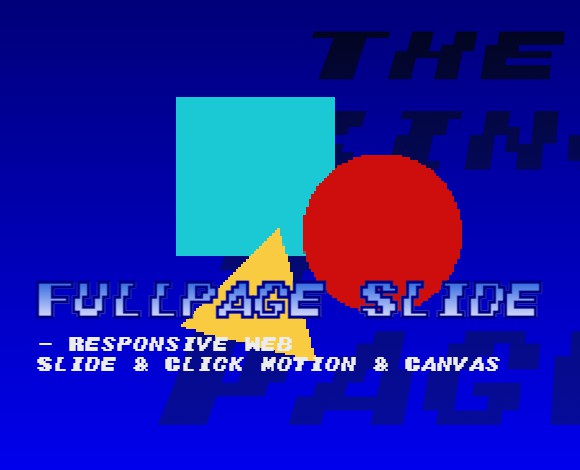 THE
FULLPAGE SLIDE
- RESPONSIVE WEB
SLIDE & CLICK MOTION & CANVAS